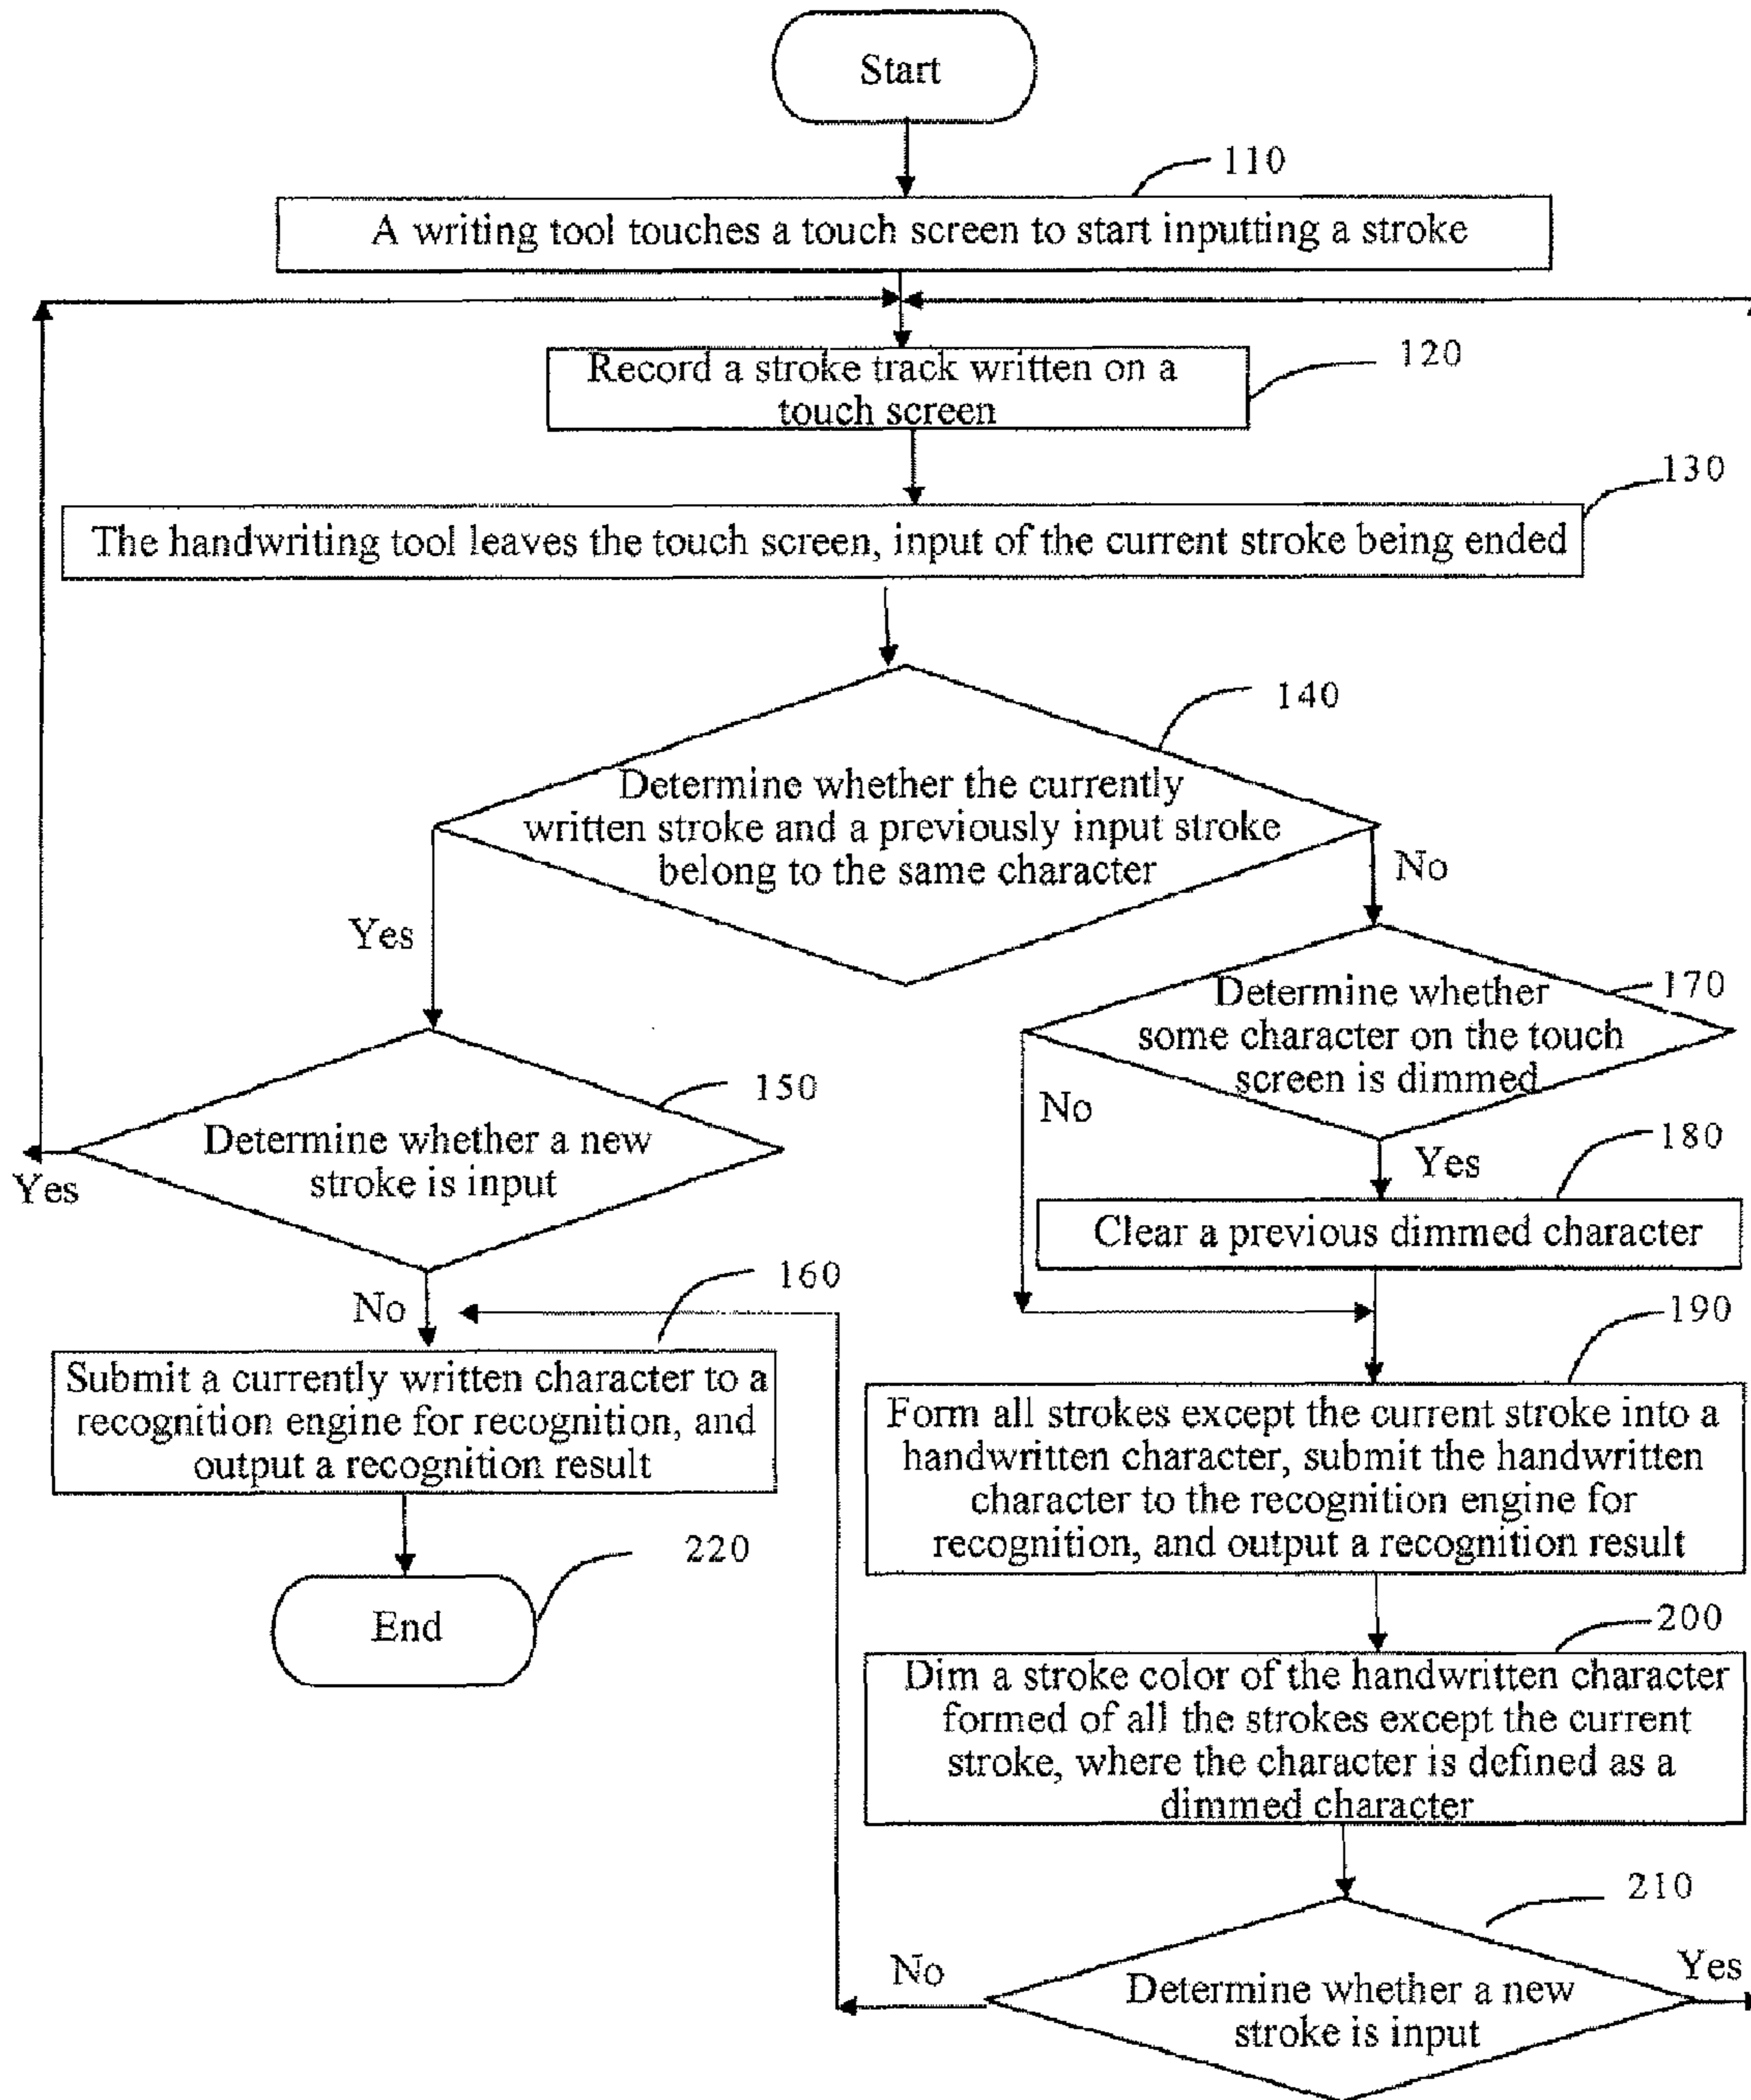 Start
110
A writing tool touches a touch screen to start inputting a stroke
120
Record a stroke track written on a
touch screen
130
The handwriting tool leaves the touch screen, input of the current stroke being ended
140
Determine whether the currently
written stroke and a previously input stroke
belong to the same character
No
Yes
170
Determine whether
some character on the touch
screen is dimmed
No
Yes
150
Determine whether a new
stroke is input
Yes
No
180
Clear a previous dimmed character
160
Submit a currently written character to a
recognition engine for recognition, and
output a recognition result
190
Form all strokes except the current stroke into a
handwritten character, submit the handwritten
character to the recognition engine for
recognition, and output a recognition result
220
End
200
Dim a stroke color of the handwritten character
formed of all the strokes except the current
stroke, where the character is defined as a
dimmed character
210
No
Yes
Determine whether a new
stroke is input